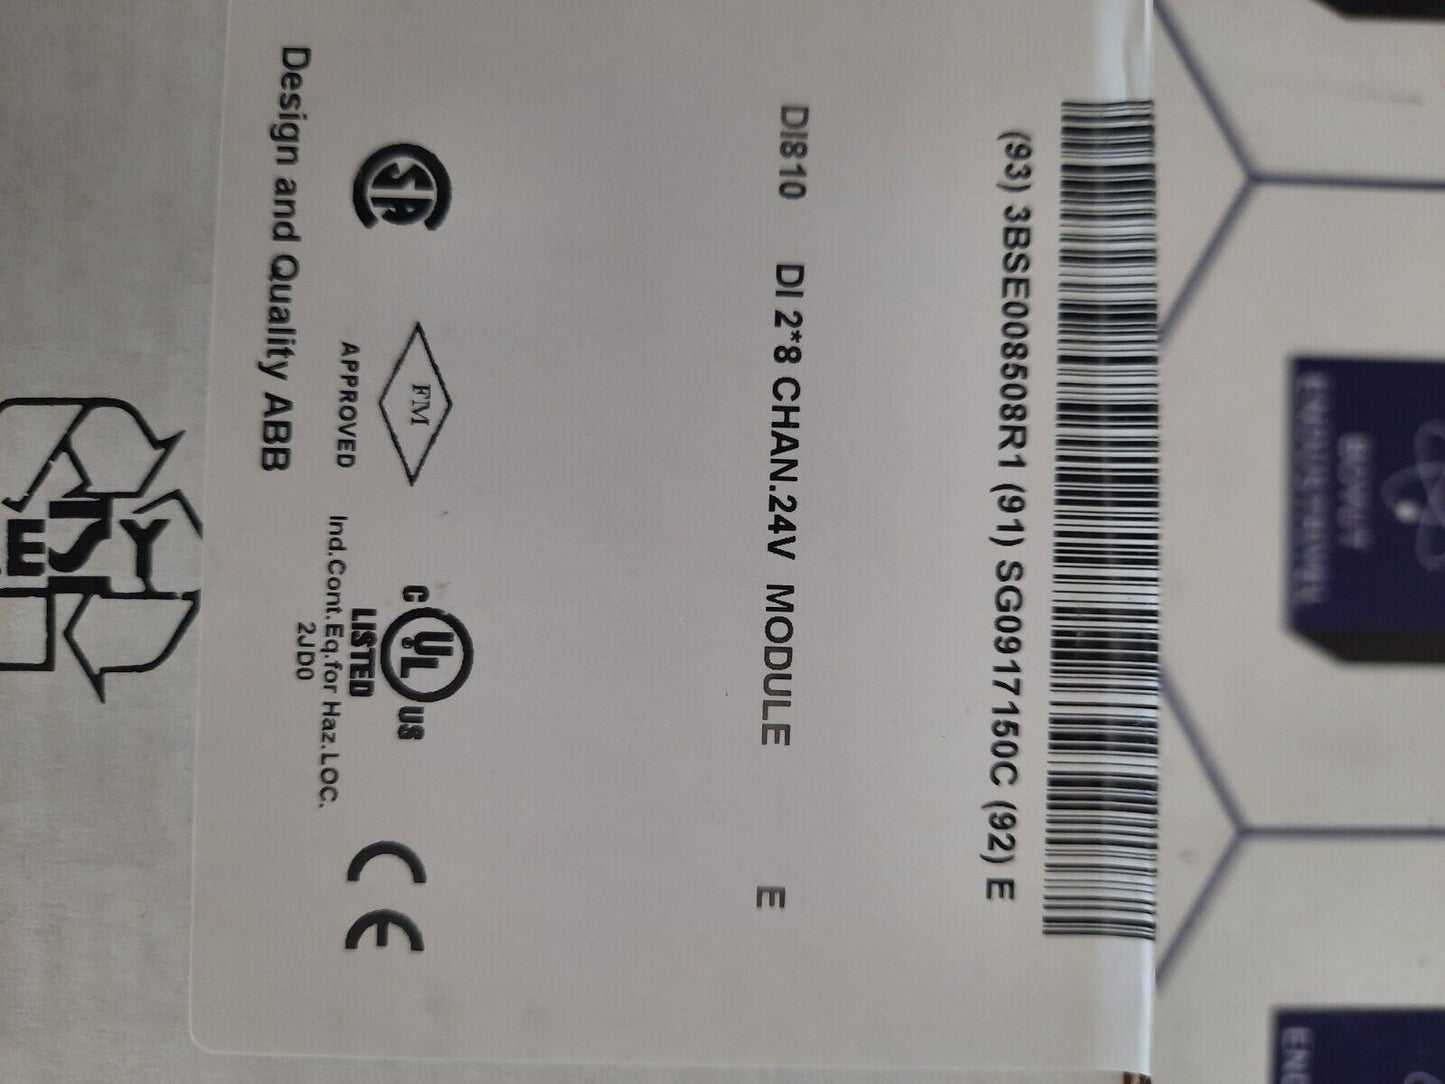 (93) 3BSE008508R1 (91) SG0917150C (92) E
DI810 DI 2*8 CHAN.24V MODULE E
SA
FM
APPROVED
C UL US
LISTED
Ind.Cont.Eq.for Haz.LOC.
2JD0
CE
Design and Quality ABB